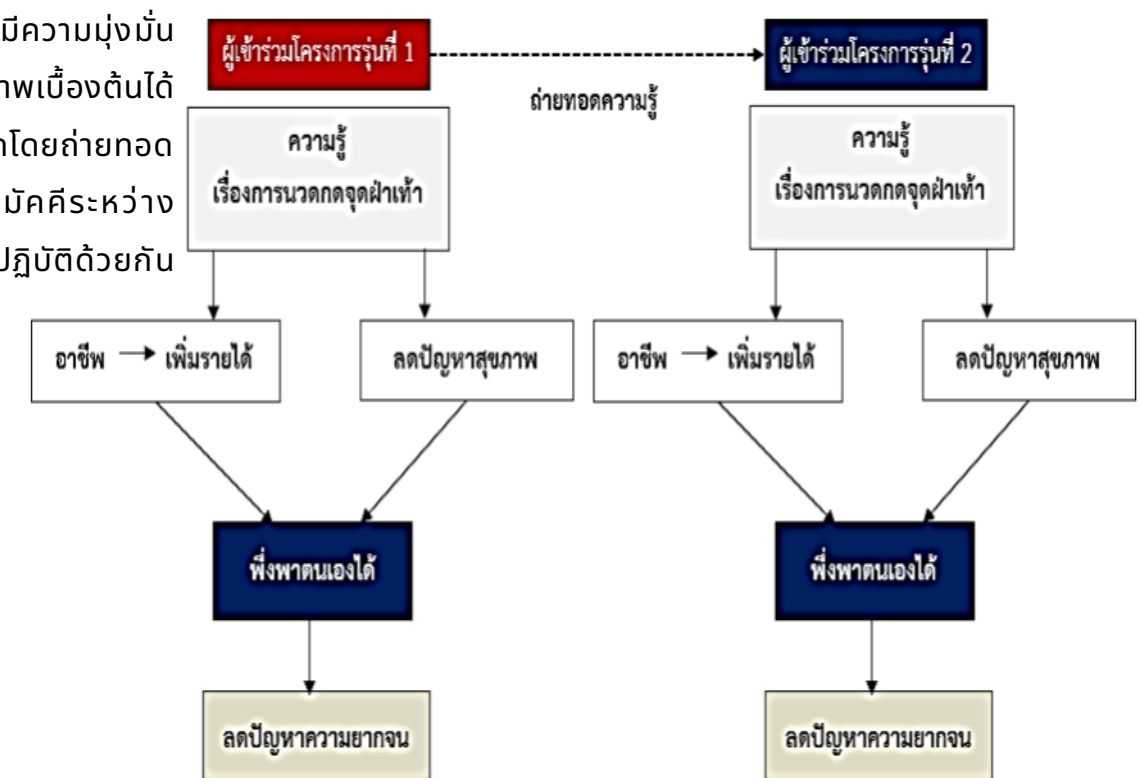 มีความมุ่งมั่น
ภาพเบื้องต้นได้
โดยถ่ายทอด
มัคคีระหว่าง
ปฏิบัติด้วยกัน
ผู้เข้าร่วมโครงการรุ่นที่ 1
ถ่ายทอดความรู้
ผู้เข้าร่วมโครงการรุ่นที่ 2
ความรู้
เรื่องการนวดกดจุดฝ่าเท้า
ความรู้
เรื่องการนวดกดจุดฝ่าเท้า
อาชีพ → เพิ่มรายได้
ลดปัญหาสุขภาพ
อาชีพ → เพิ่มรายได้
ลดปัญหาสุขภาพ
พึ่งพาตนเองได้
พึ่งพาตนเองได้
ลดปัญหาความยากจน
ลดปัญหาความยากจน